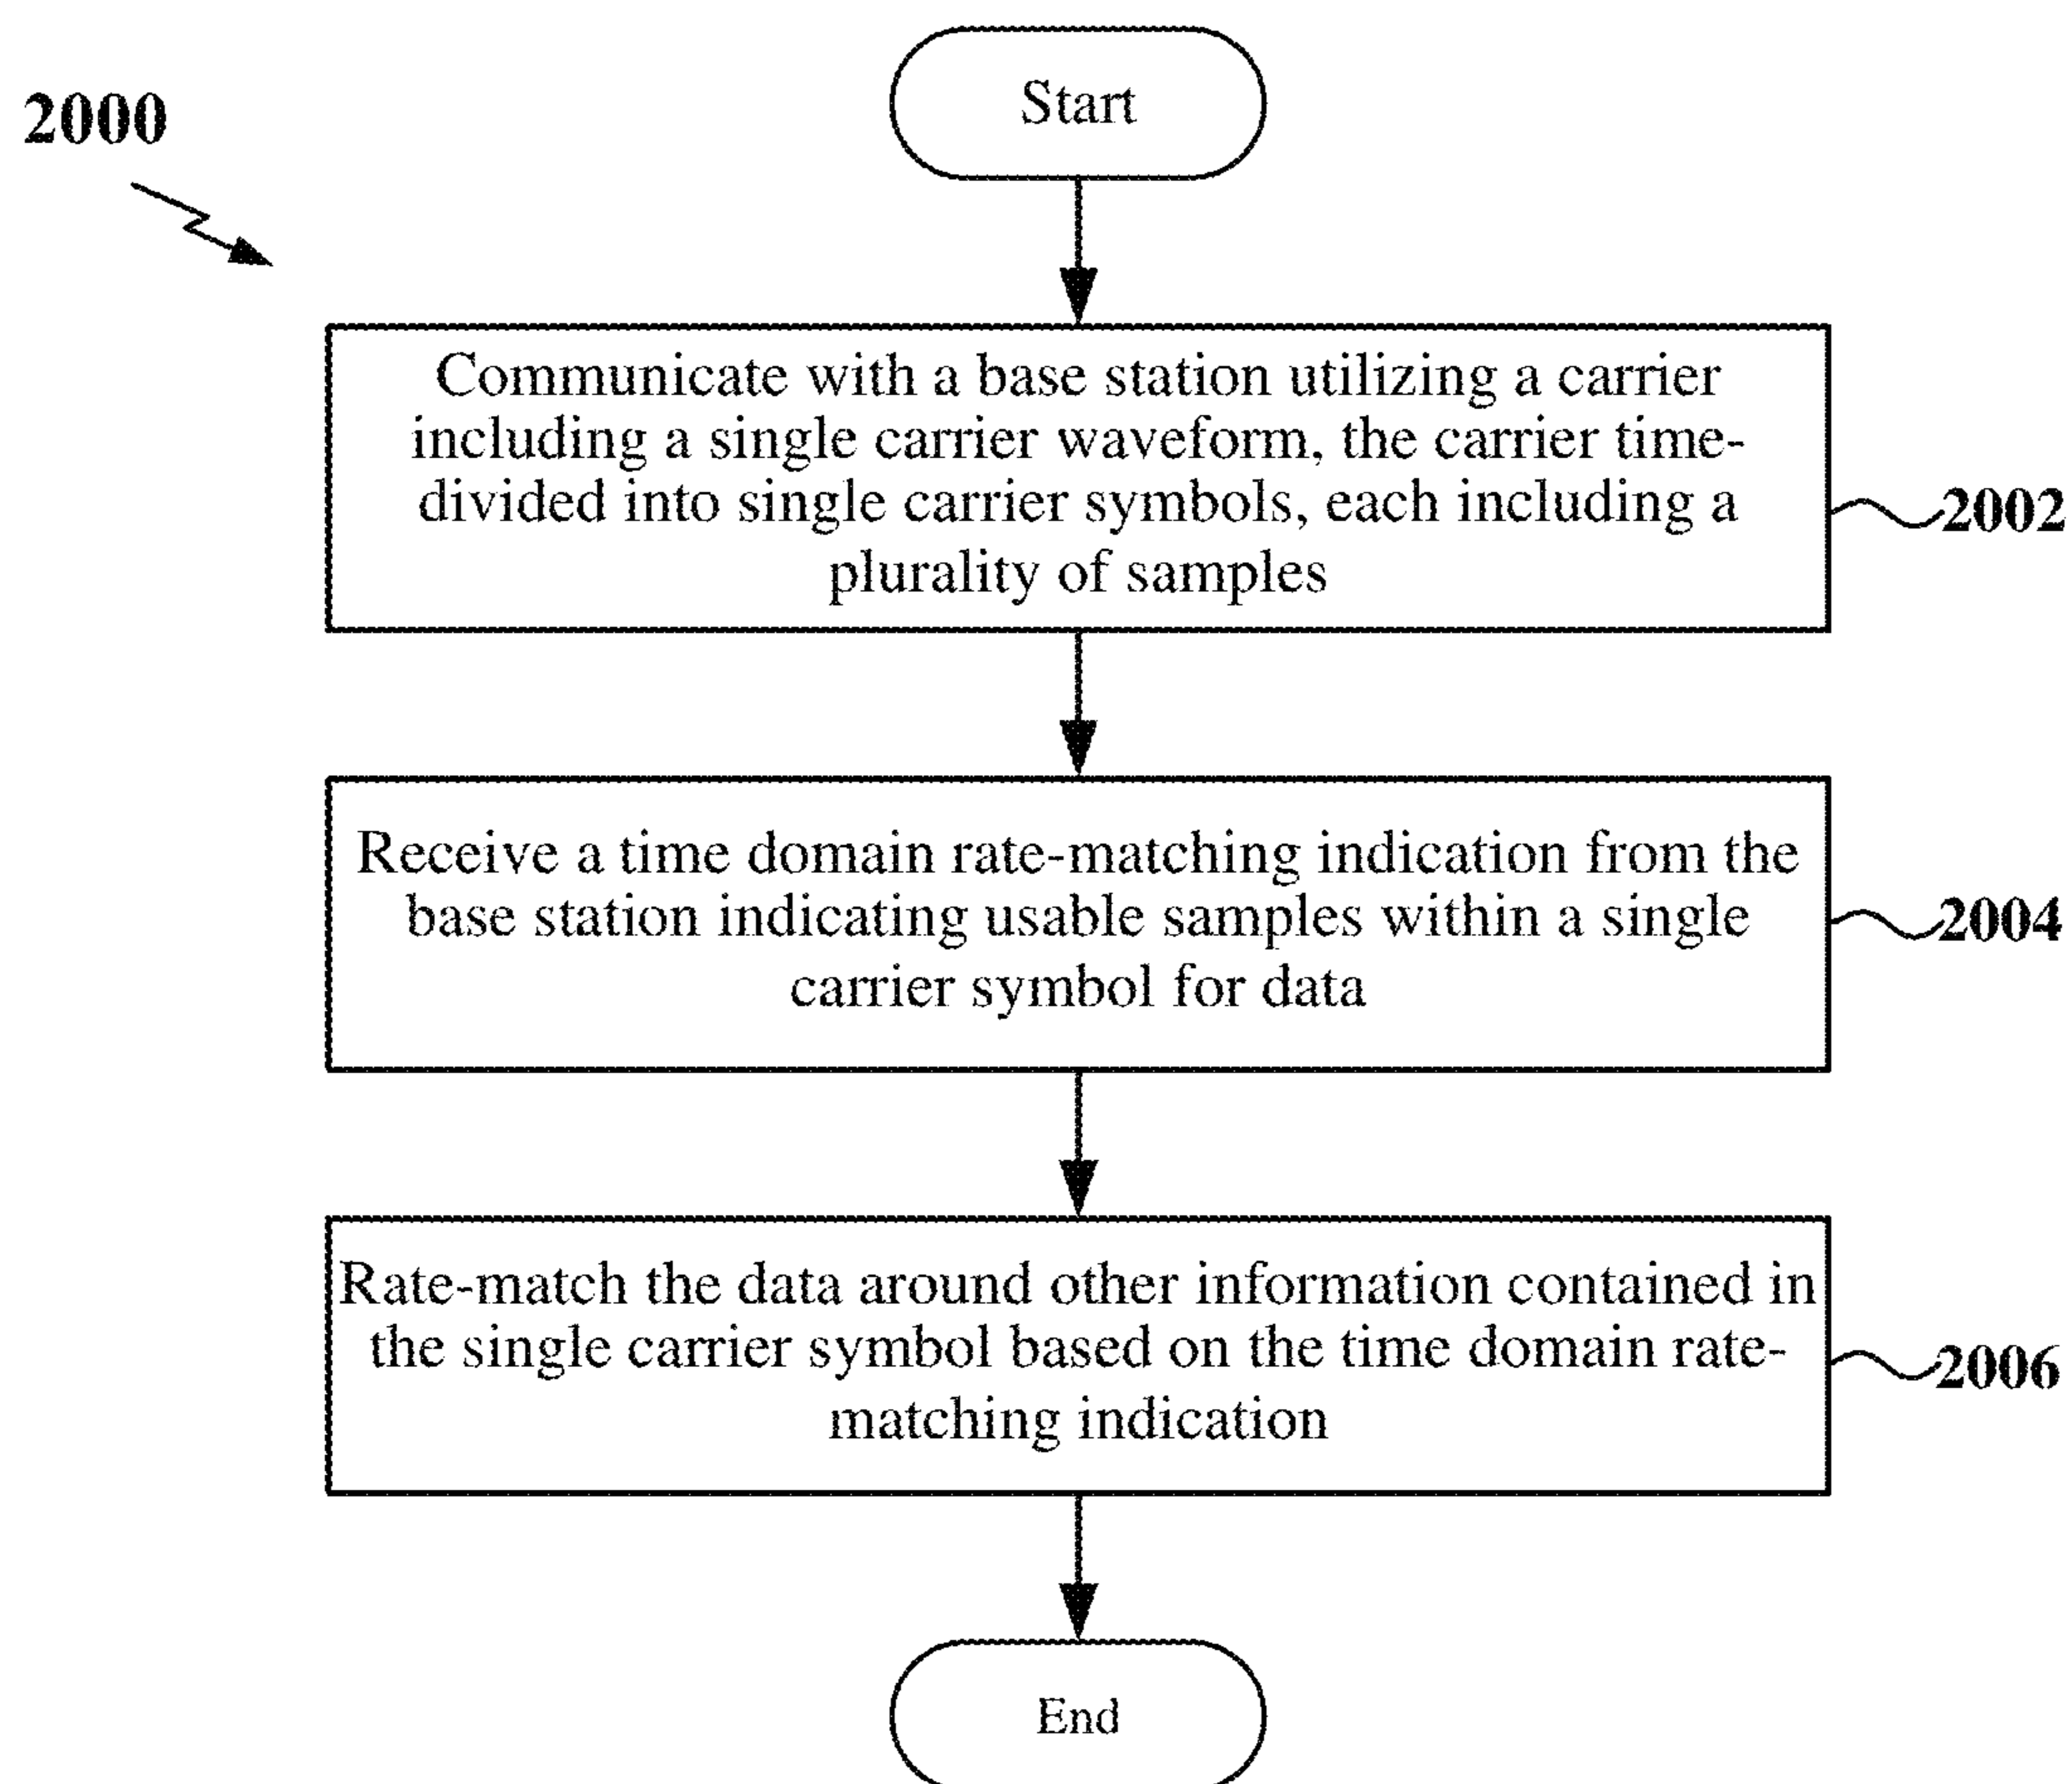 2000
Start
Communicate with a base station utilizing a carrier
including a single carrier waveform, the carrier time-
divided into single carrier symbols, each including a
plurality of samples
2002
Receive a time domain rate-matching indication from the
base station indicating usable samples within a single
carrier symbol for data
2004
Rate-match the data around other information contained in
the single carrier symbol based on the time domain rate-
matching indication
2006
End